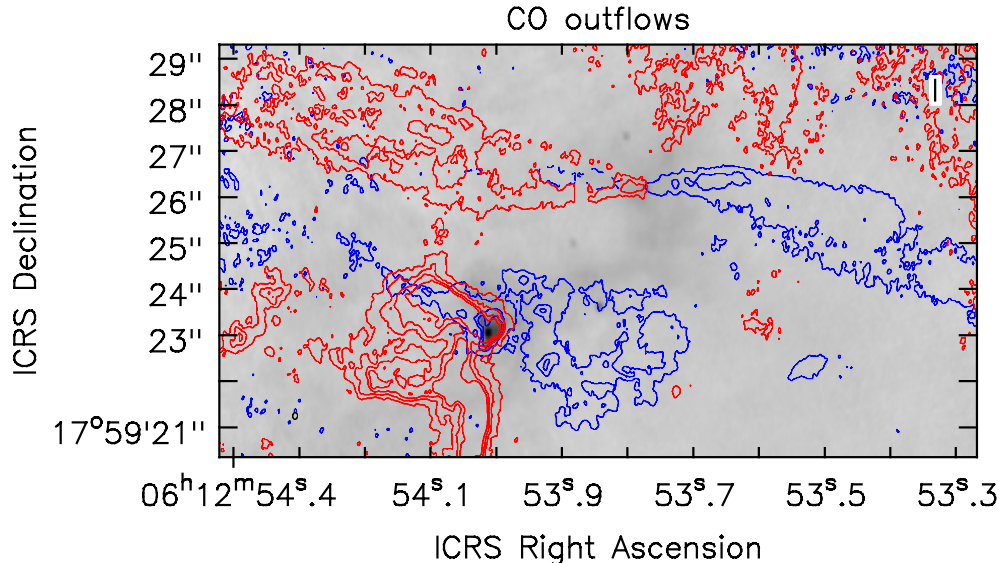 CO outflows
29''
28''
27''
26''
25''
24''
23''
17°59'21''
06ʰ12ᵐ54ˢ.4 54ˢ.1 53ˢ.9 53ˢ.7 53ˢ.5 53ˢ.3
ICRS Right Ascension
ICRS Declination